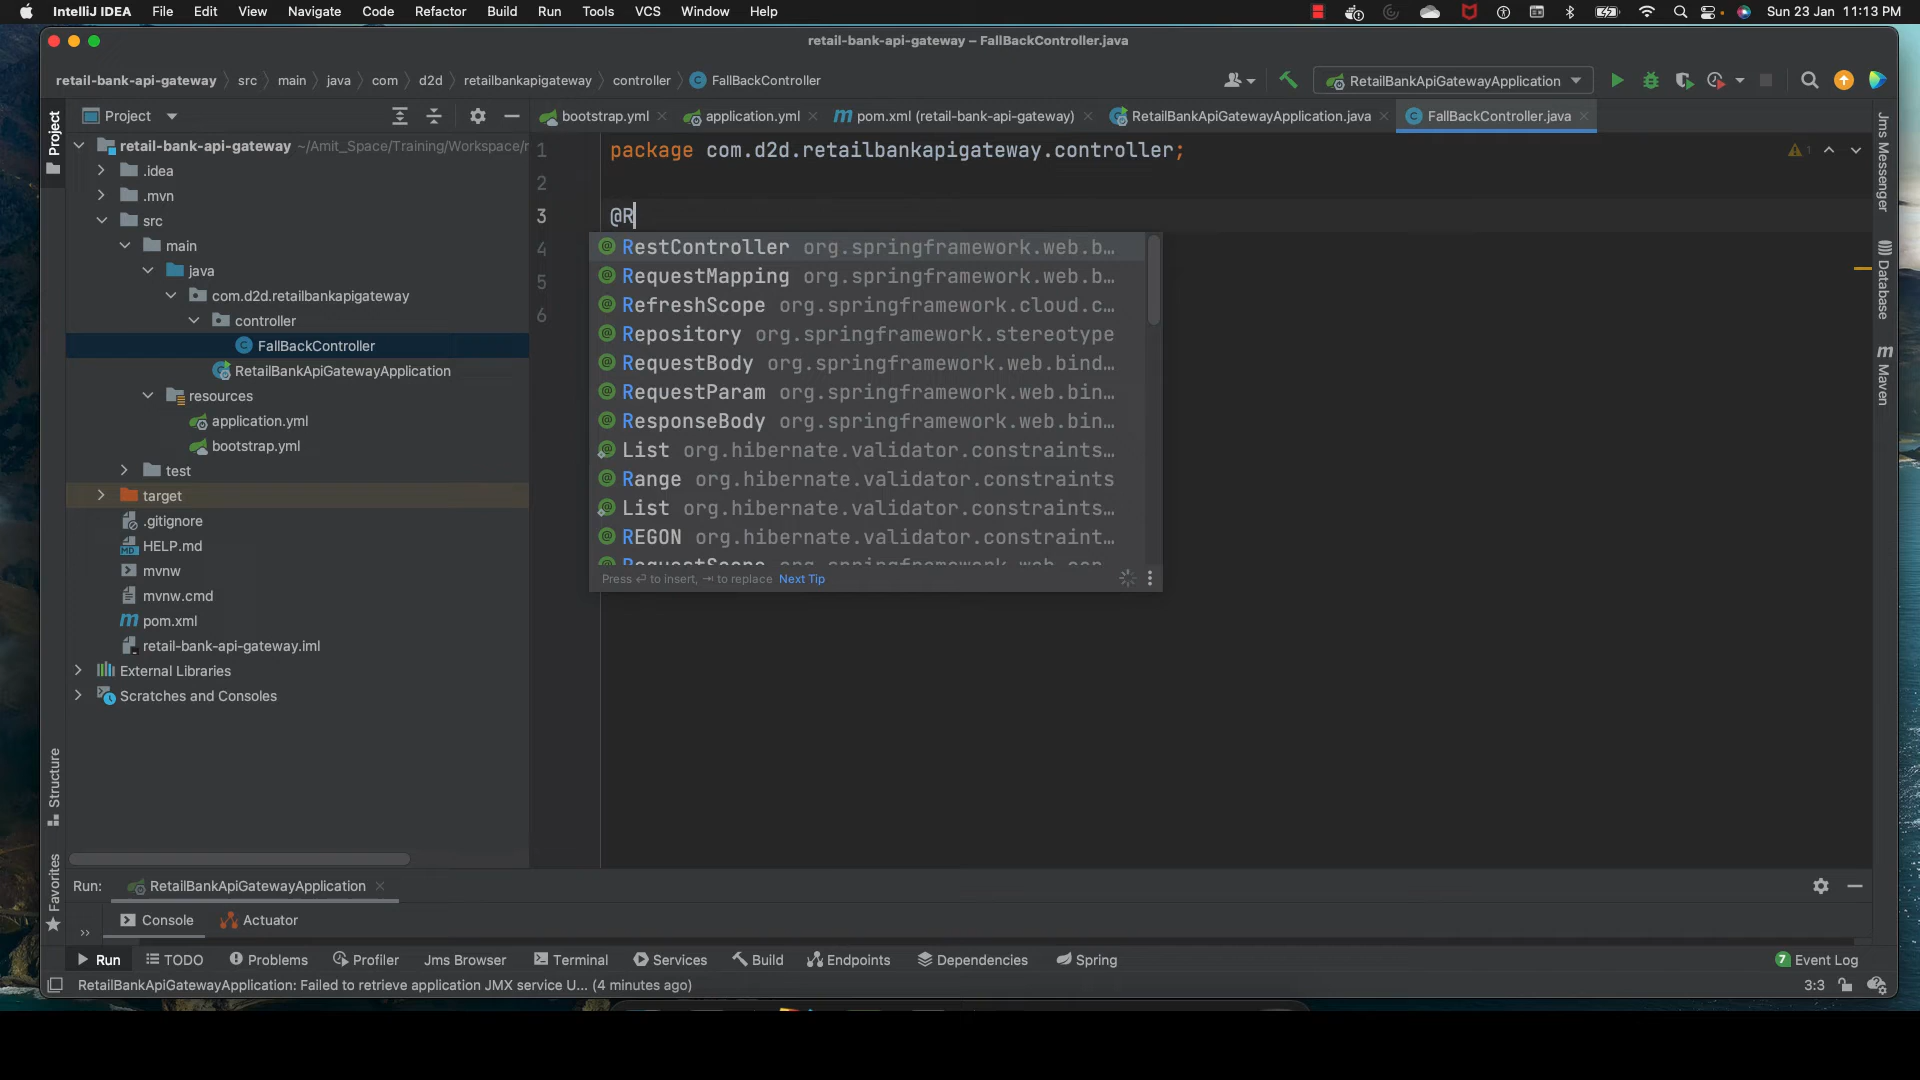 IntelliJ IDEA File Edit View Navigate Code Refactor Build Run Tools VCS Window Help Sun 23 Jan 11:13 PM
retail-bank-api-gateway – FallBackController.java
retail-bank-api-gateway src main java com d2d retailbankapigateway controller FallBackController RetailBankApiGatewayApplication
Project bootstrap.yml application.yml pom.xml (retail-bank-api-gateway) RetailBankApiGatewayApplication.java FallBackController.java
Project
retail-bank-api-gateway ~/Amit_Space/Training/Workspace/r
.idea
.mvn
src
main
java
com.d2d.retailbankapigateway
controller
FallBackController
RetailBankApiGatewayApplication
resources
application.yml
bootstrap.yml
test
target
.gitignore
HELP.md
mvnw
mvnw.cmd
pom.xml
retail-bank-api-gateway.iml
External Libraries
Scratches and Consoles
Structure
Favorites
1 package com.d2d.retailbankapigateway.controller; 1
2
3 @R
4
5
6
RestController org.springframework.web.b…
RequestMapping org.springframework.web.b…
RefreshScope org.springframework.cloud.c…
Repository org.springframework.stereotype
RequestBody org.springframework.web.bind…
RequestParam org.springframework.web.bin…
ResponseBody org.springframework.web.bin…
List org.hibernate.validator.constraints…
Range org.hibernate.validator.constraints
List org.hibernate.validator.constraints…
REGON org.hibernate.validator.constraint…
Press ⏎ to insert, ⇥ to replace Next Tip
Jms Messenger
Database
Maven
Run: RetailBankApiGatewayApplication
Console Actuator
Run TODO Problems Profiler Jms Browser Terminal Services Build Endpoints Dependencies Spring 7 Event Log
RetailBankApiGatewayApplication: Failed to retrieve application JMX service U... (4 minutes ago) 3:3